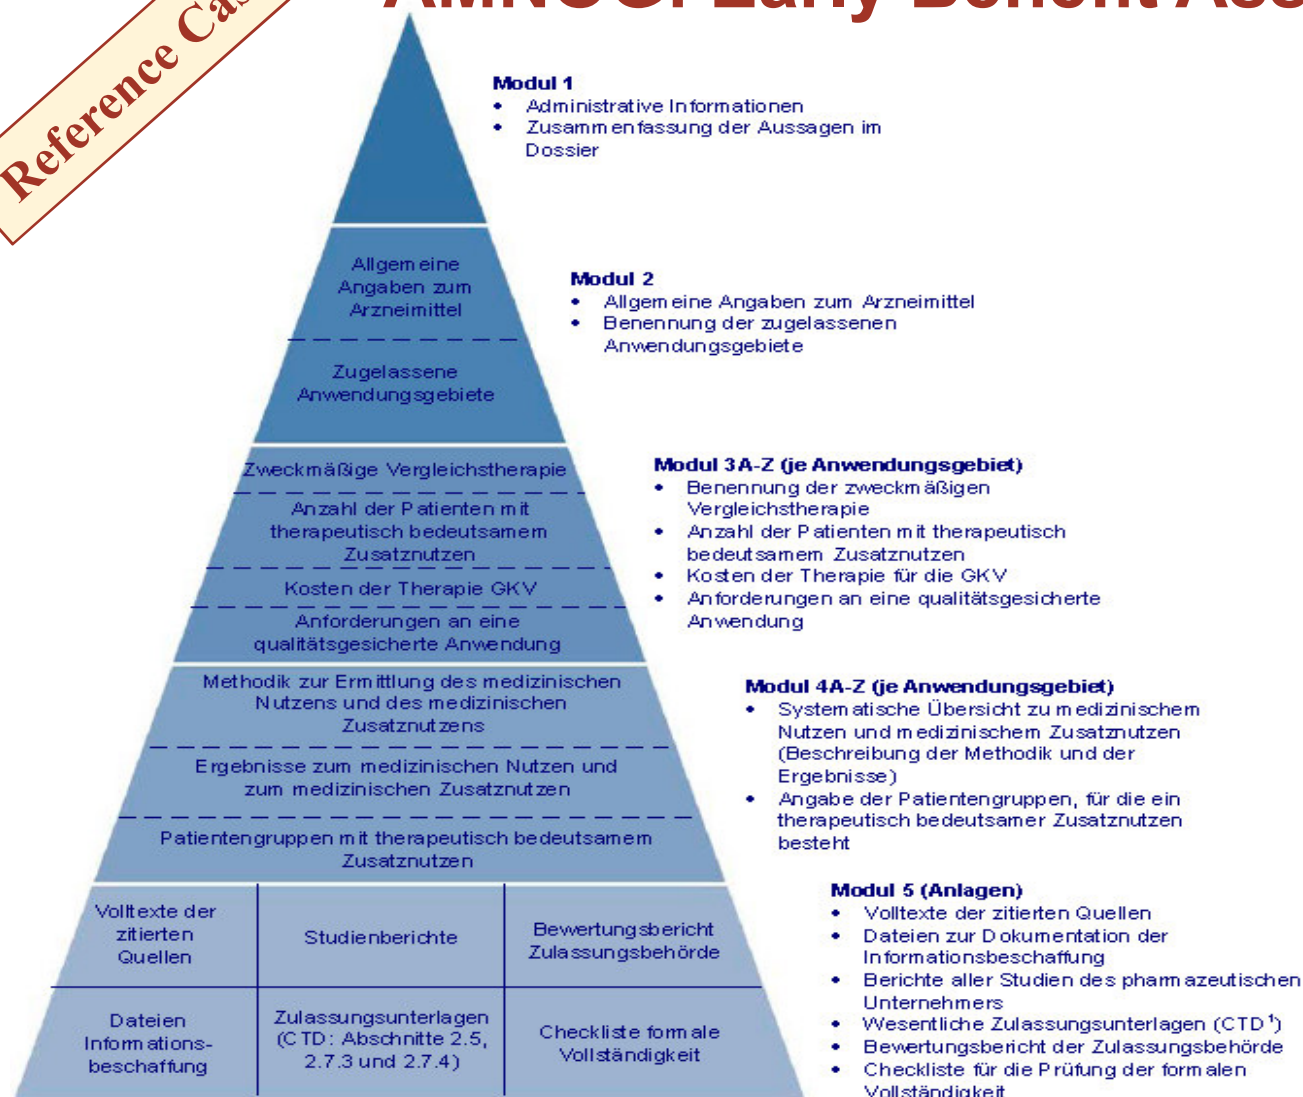 AMNOG: Early Benefit Ass
Reference Cas
Modul 1
• Administrative Informationen
• Zusammenfassung der Aussagen im
Dossier
Allgemeine
Angaben zum
Arzneimittel
Zugelassene
Anwendungsgebiete
Modul 2
• Allgemeine Angaben zum Arzneimittel
• Benennung der zugelassenen
Anwendungsgebiete
Zweckmäßige Vergleichstherapie
Anzahl der Patienten mit
therapeutisch bedeutsamem
Zusatznutzen
Kosten der Therapie GKV
Anforderungen an eine
qualitätsgesicherte Anwendung
Modul 3A-Z (je Anwendungsgebiet)
• Benennung der zweckmäßigen
Vergleichstherapie
• Anzahl der Patienten mit therapeutisch
bedeutsamem Zusatznutzen
• Kosten der Therapie für die GKV
• Anforderungen an eine qualitätsgesicherte
Anwendung
Methodik zur Ermittlung des medizinischen
Nutzens und des medizinischen
Zusatznutzens
Ergebnisse zum medizinischen Nutzen und
zum medizinischen Zusatznutzen
Patientengruppen mit therapeutisch bedeutsamem
Zusatznutzen
Modul 4A-Z (je Anwendungsgebiet)
• Systematische Übersicht zu medizinischem
Nutzen und medizinischem Zusatznutzen
(Beschreibung der Methodik und der
Ergebnisse)
• Angabe der Patientengruppen, für die ein
therapeutisch bedeutsamer Zusatznutzen
besteht
Volltexte der
zitierten
Quellen
Studienberichte
Bewertungsbericht
Zulassungsbehörde
Dateien
Informations-
beschaffung
Zulassungsunterlagen
(CTD: Abschnitte 2.5,
2.7.3 und 2.7.4)
Checkliste formale
Vollständigkeit
Modul 5 (Anlagen)
• Volltexte der zitierten Quellen
• Dateien zur Dokumentation der
Informationsbeschaffung
• Berichte aller Studien des pharmazeutischen
Unternehmers
• Wesentliche Zulassungsunterlagen (CTD¹)
• Bewertungsbericht der Zulassungsbehörde
• Checkliste für die Prüfung der formalen
Vollständigkeit